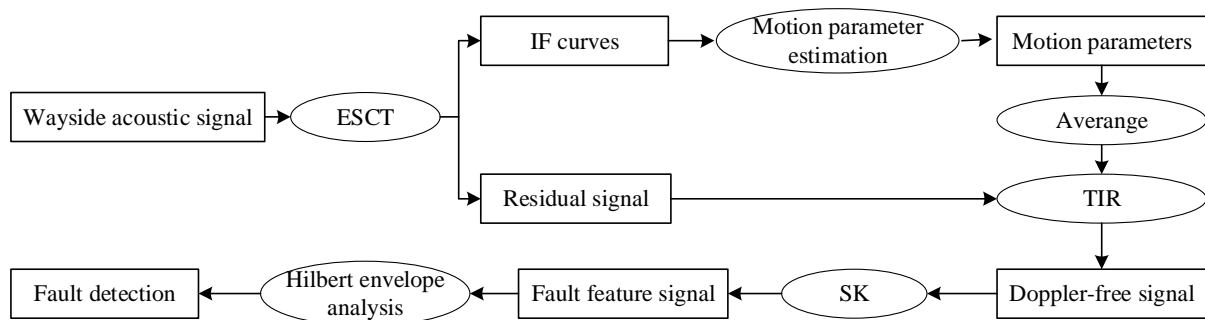 IF curves
Motion parameter
estimation
Motion parameters
Wayside acoustic signal
ESCT
Averange
Residual signal
TIR
Fault detection
Hilbert envelope
analysis
Fault feature signal
SK
Doppler-free signal